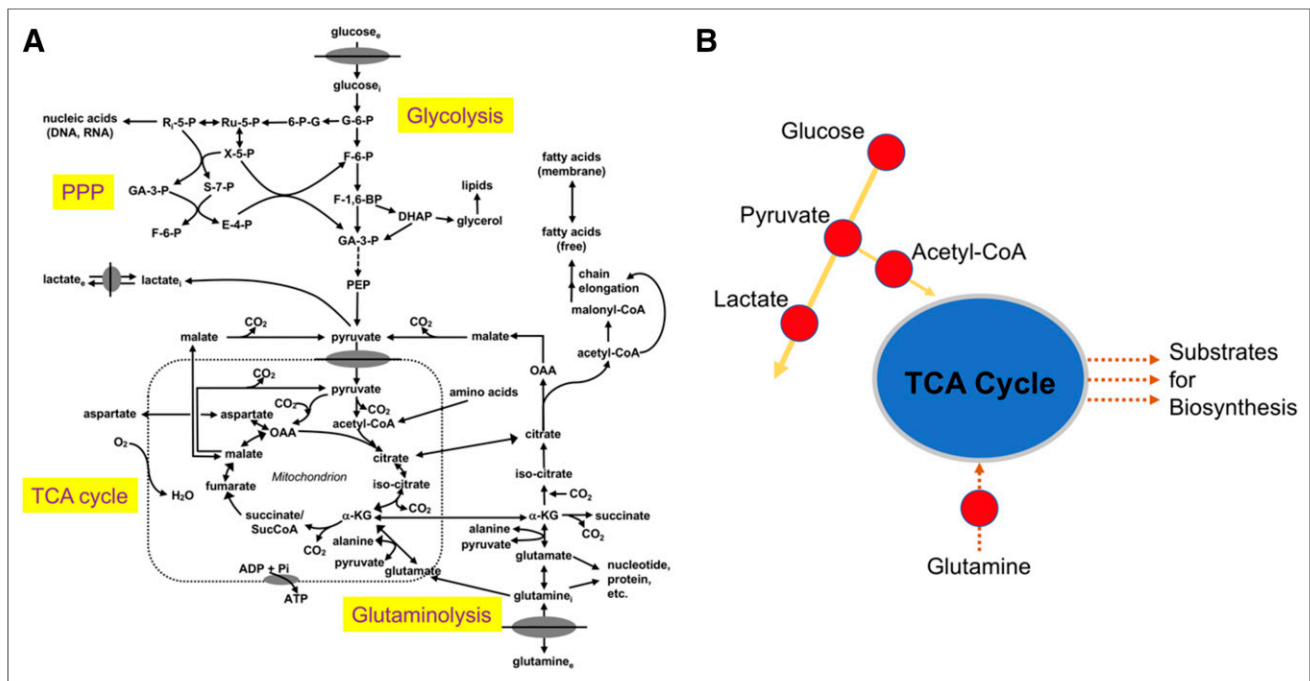 A
glucoseₑ
glucoseᵢ
Glycolysis
nucleic acids
(DNA, RNA)
Rᵢ-5-P
Ru-5-P
6-P-G
G-6-P
X-5-P
F-6-P
PPP
GA-3-P
S-7-P
F-6-P
E-4-P
F-1,6-BP
DHAP
lipids
glycerol
GA-3-P
fatty acids
(membrane)
fatty acids
(free)
chain
elongation
malonyl-CoA
acetyl-CoA
lactateₑ
lactateᵢ
PEP
malate
CO₂
pyruvate
CO₂
malate
OAA
CO₂
pyruvate
CO₂
CO₂
amino acids
aspartate
aspartate
acetyl-CoA
OAA
citrate
citrate
O₂
malate
Mitochondrion
iso-citrate
iso-citrate
TCA cycle
H₂O
fumarate
CO₂
CO₂
succinate/
SucCoA
α-KG
α-KG
succinate
CO₂
CO₂
alanine
pyruvate
alanine
pyruvate
glutamate
glutamate
nucleotide,
protein,
etc.
ADP + Pi
ATP
glutamineᵢ
Glutaminolysis
glutamineₑ
B
Glucose
Pyruvate
Acetyl-CoA
Lactate
TCA Cycle
Substrates
for
Biosynthesis
Glutamine